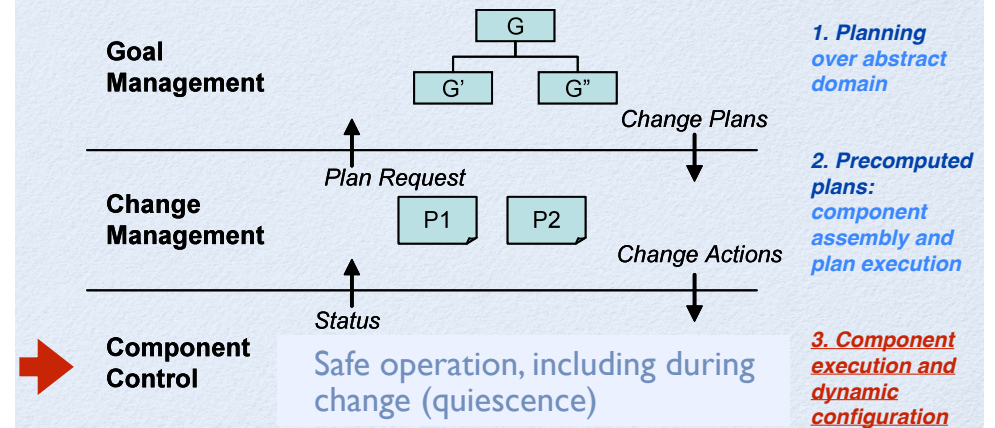 G
Goal
Management
G’
G”
1. Planning
over abstract
domain
Change Plans
Plan Request
Change
Management
P1
P2
2. Precomputed
plans:
component
assembly and
plan execution
Change Actions
Status
Component
Control
Safe operation, including during
change (quiescence)
3. Component
execution and
dynamic
configuration